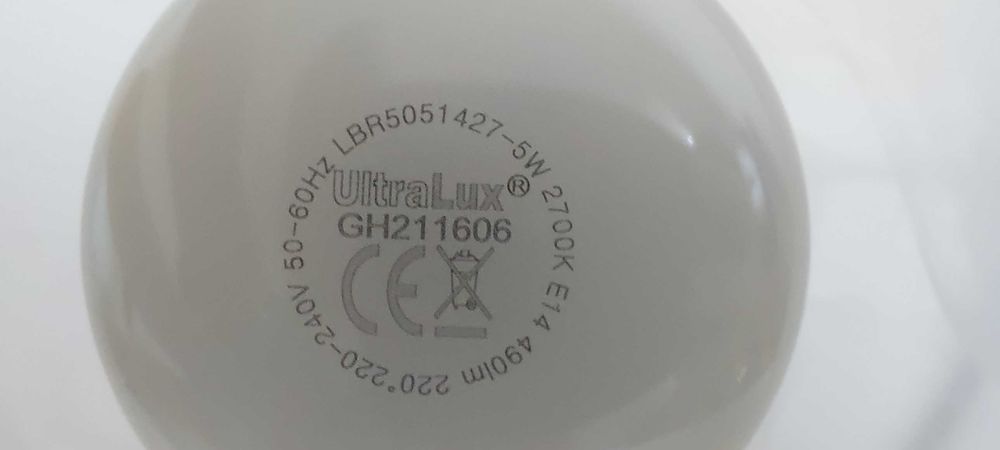 LBR5051427-5W 2700K E14 490lm 220° 220-240V 50-60Hz
UltraLux®
GH211606
CE